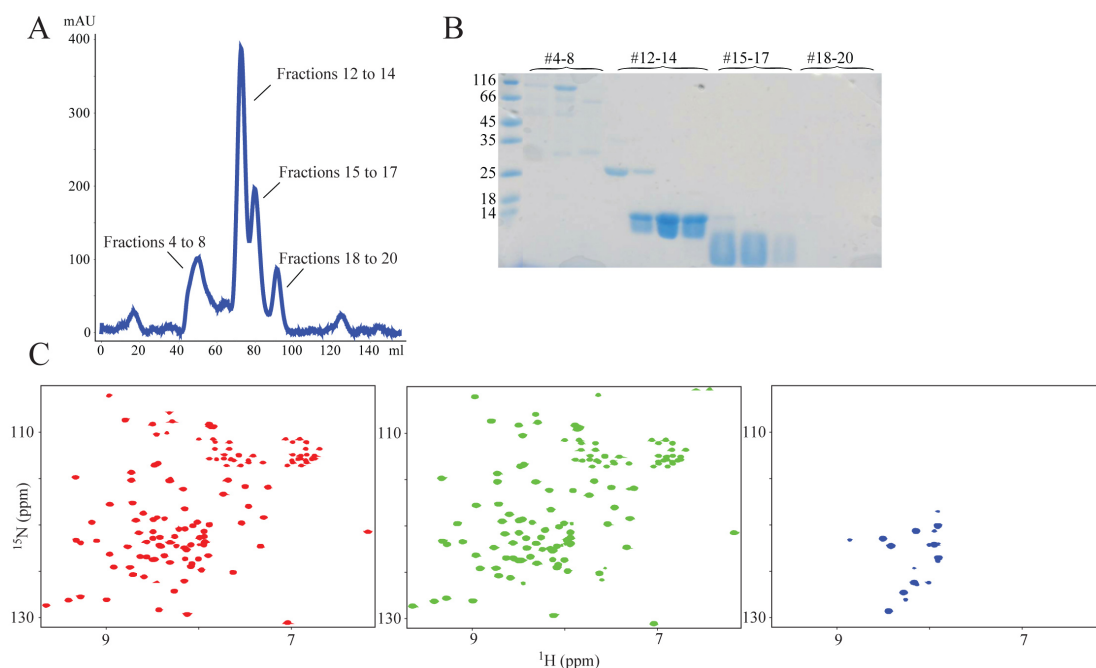 A
mAU
400
300
200
100
0
0 20 40 60 80 100 120 140 ml
Fractions 12 to 14
Fractions 15 to 17
Fractions 4 to 8
Fractions 18 to 20
B
#4-8 #12-14 #15-17 #18-20
116
66
45
35
25
18
14
C
110
130
¹⁵N (ppm)
9 7
110
130
9 7
110
130
9 7
¹H (ppm)